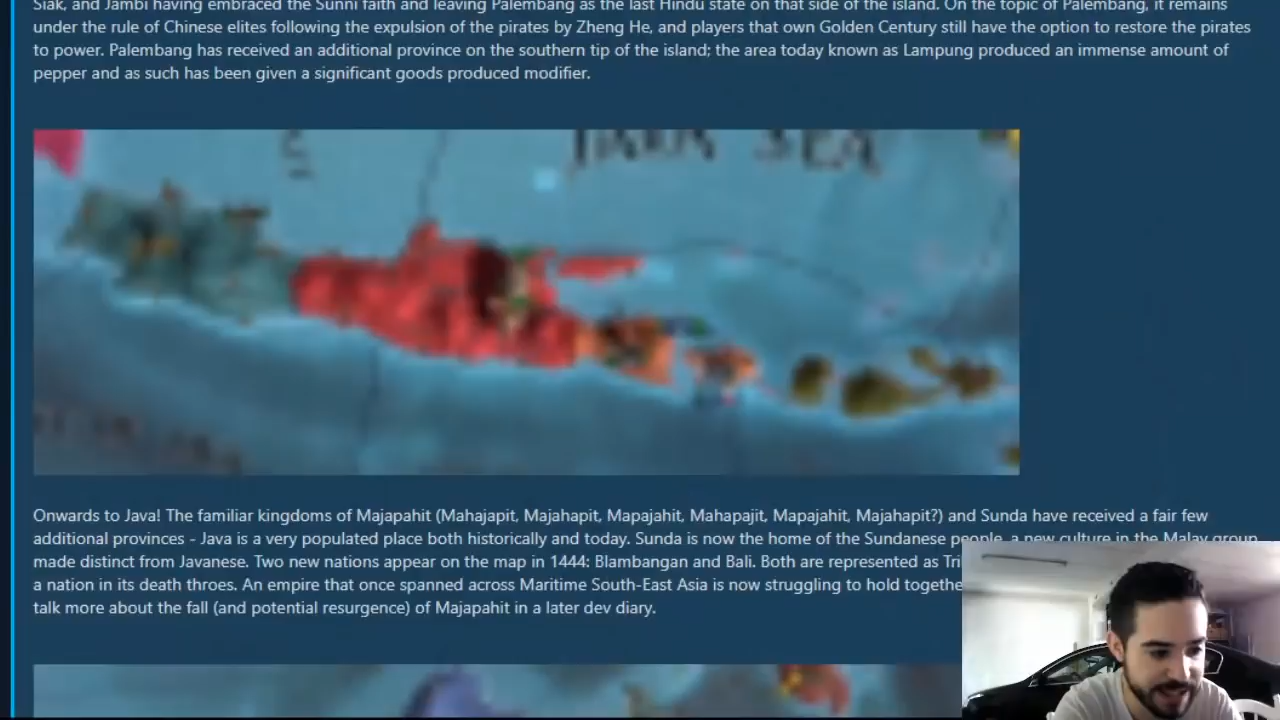 Siak, and Jambi having embraced the Sunni faith and leaving Palembang as the last Hindu state on that side of the island. On the topic of Palembang, it remains
under the rule of Chinese elites following the expulsion of the pirates by Zheng He, and players that own Golden Century still have the option to restore the pirates
to power. Palembang has received an additional province on the southern tip of the island; the area today known as Lampung produced an immense amount of
pepper and as such has been given a significant goods produced modifier.
SEA
Onwards to Java! The familiar kingdoms of Majapahit (Mahajapit, Majahapit, Mapajahit, Mahapajit, Mapajahit, Majahapit?) and Sunda have received a fair few
additional provinces - Java is a very populated place both historically and today. Sunda is now the home of the Sundanese people, a new culture in the Malay group
made distinct from Javanese. Two new nations appear on the map in 1444: Blambangan and Bali. Both are represented as
a nation in its death throes. An empire that once spanned across Maritime South-East Asia is now struggling to hold
talk more about the fall (and potential resurgence) of Majapahit in a later dev diary.